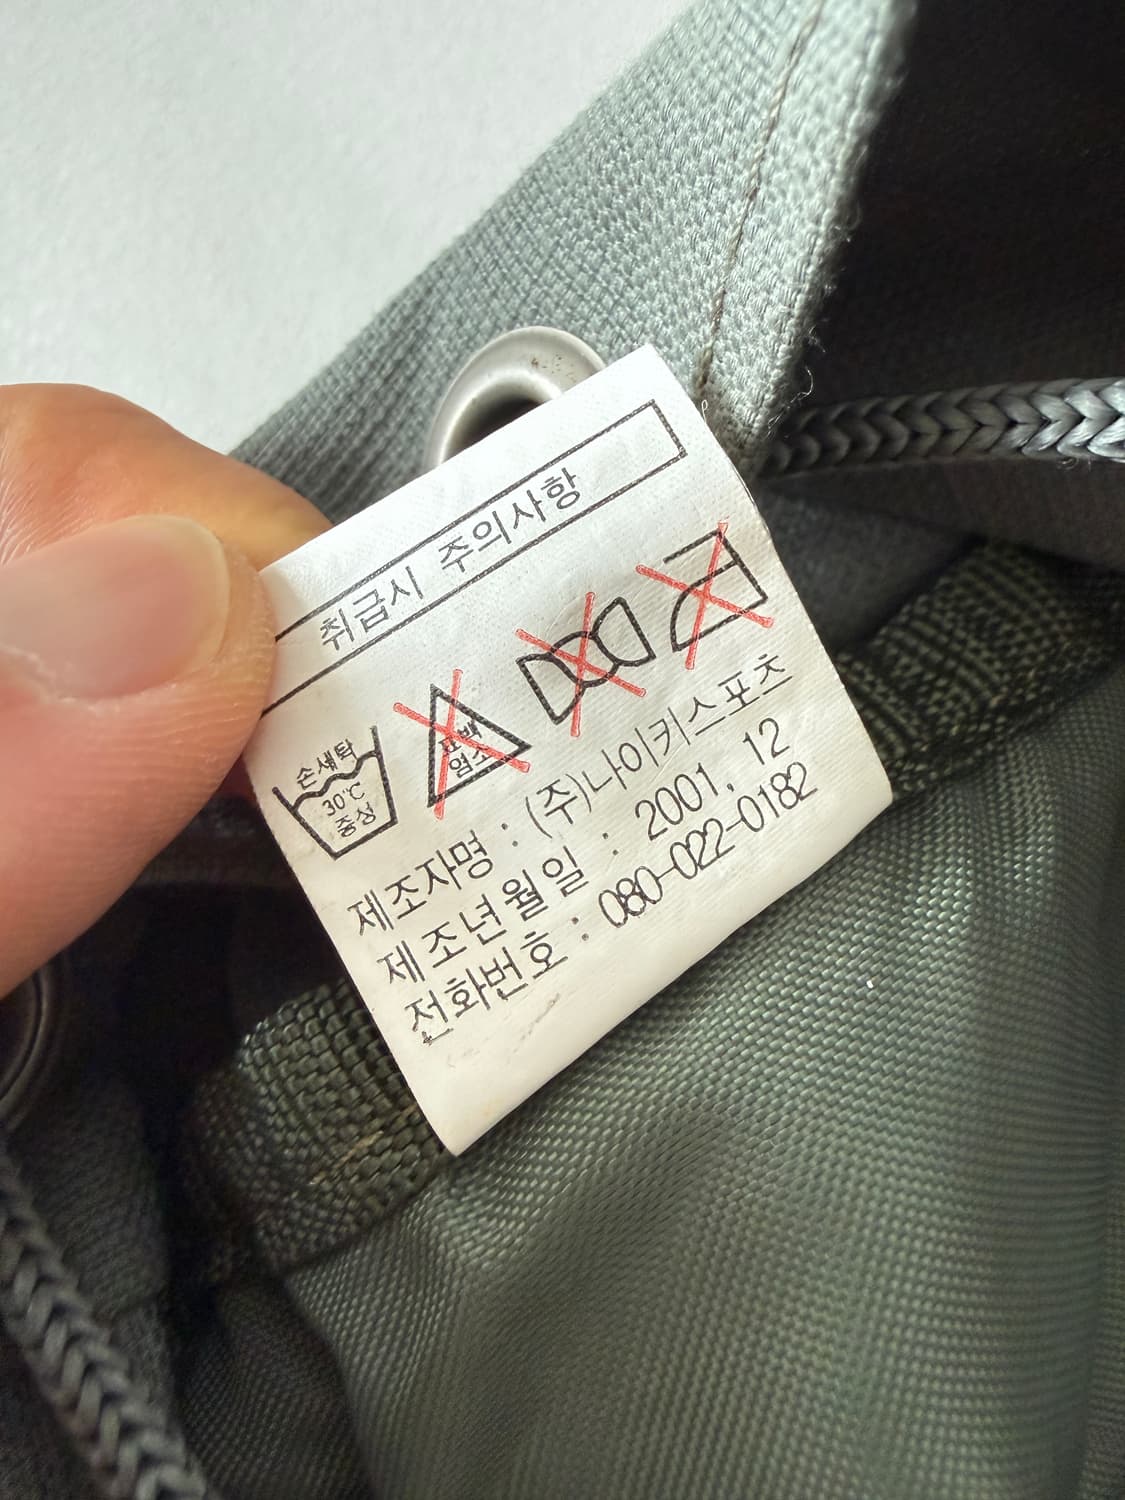 취급시 주의사항
손세탁
30℃
중성
표백
염소
제조자명 : (주)나이키스포츠
제조년월일 : 2001. 12
전화번호 : 080-022-0182